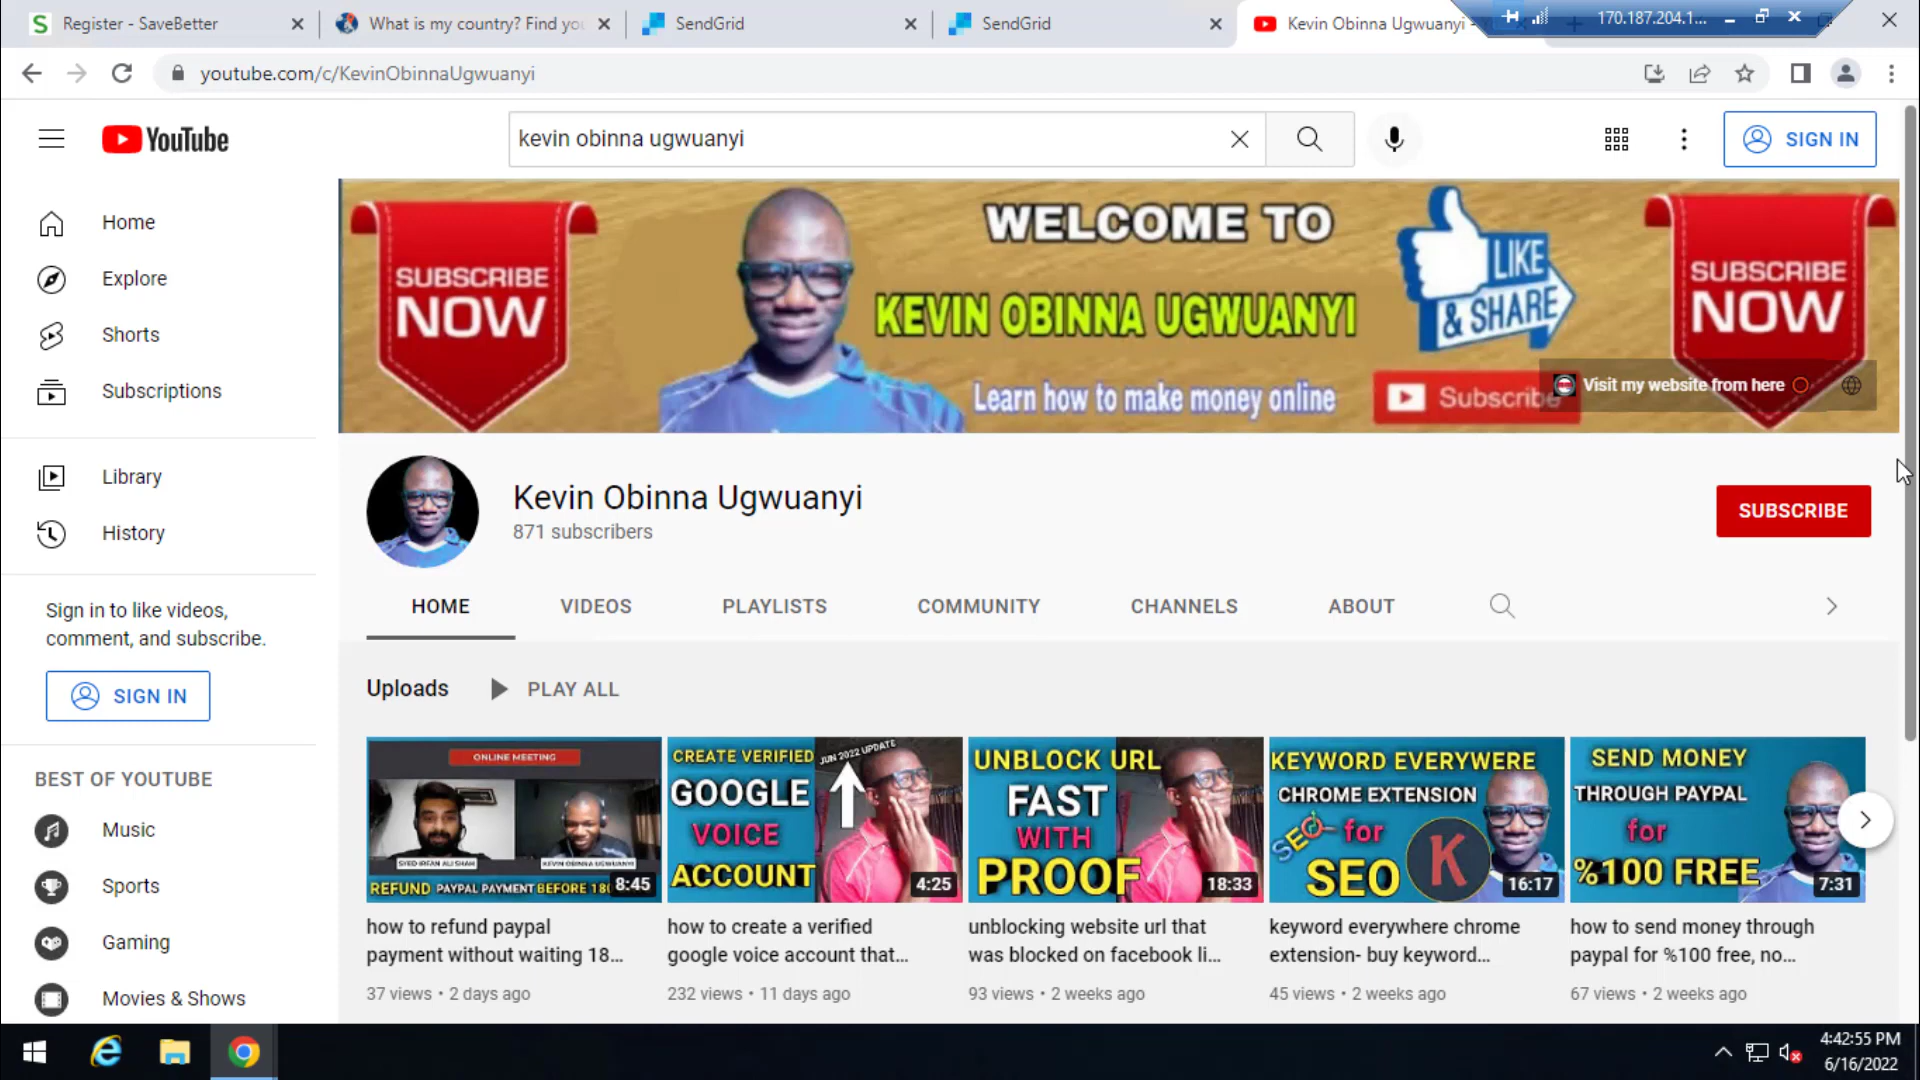 Register - SaveBetter
What is my country? Find yo
SendGrid
SendGrid
Kevin Obinna Ugwuanyi -
170.187.204.1...
youtube.com/c/KevinObinnaUgwuanyi
YouTube
kevin obinna ugwuanyi
SIGN IN
Home
Explore
Shorts
Subscriptions
Library
History
Sign in to like videos,
comment, and subscribe.
SIGN IN
BEST OF YOUTUBE
Music
Sports
Gaming
Movies & Shows
SUBSCRIBE
NOW
WELCOME TO
KEVIN OBINNA UGWUANYI
Learn how to make money online
LIKE
& SHARE
Subscribe
SUBSCRIBE
NOW
Visit my website from here
Kevin Obinna Ugwuanyi
871 subscribers
SUBSCRIBE
HOME
VIDEOS
PLAYLISTS
COMMUNITY
CHANNELS
ABOUT
Uploads
PLAY ALL
ONLINE MEETING
SYED IRFAN ALI SHAH
KEVIN OBINNA UGWUANYI
REFUND PAYPAL PAYMENT BEFORE 180
8:45
how to refund paypal
payment without waiting 18...
37 views • 2 days ago
CREATE VERIFIED
JUN 2022 UPDATE
GOOGLE
VOICE
ACCOUNT
4:25
how to create a verified
google voice account that...
232 views • 11 days ago
UNBLOCK URL
FAST
WITH
PROOF
18:33
unblocking website url that
was blocked on facebook li...
93 views • 2 weeks ago
KEYWORD EVERYWERE
CHROME EXTENSION
SEO for
SEO
K
16:17
keyword everywhere chrome
extension- buy keyword...
45 views • 2 weeks ago
SEND MONEY
THROUGH PAYPAL
for
%100 FREE
7:31
how to send money through
paypal for %100 free, no...
67 views • 2 weeks ago
4:42:55 PM
6/16/2022